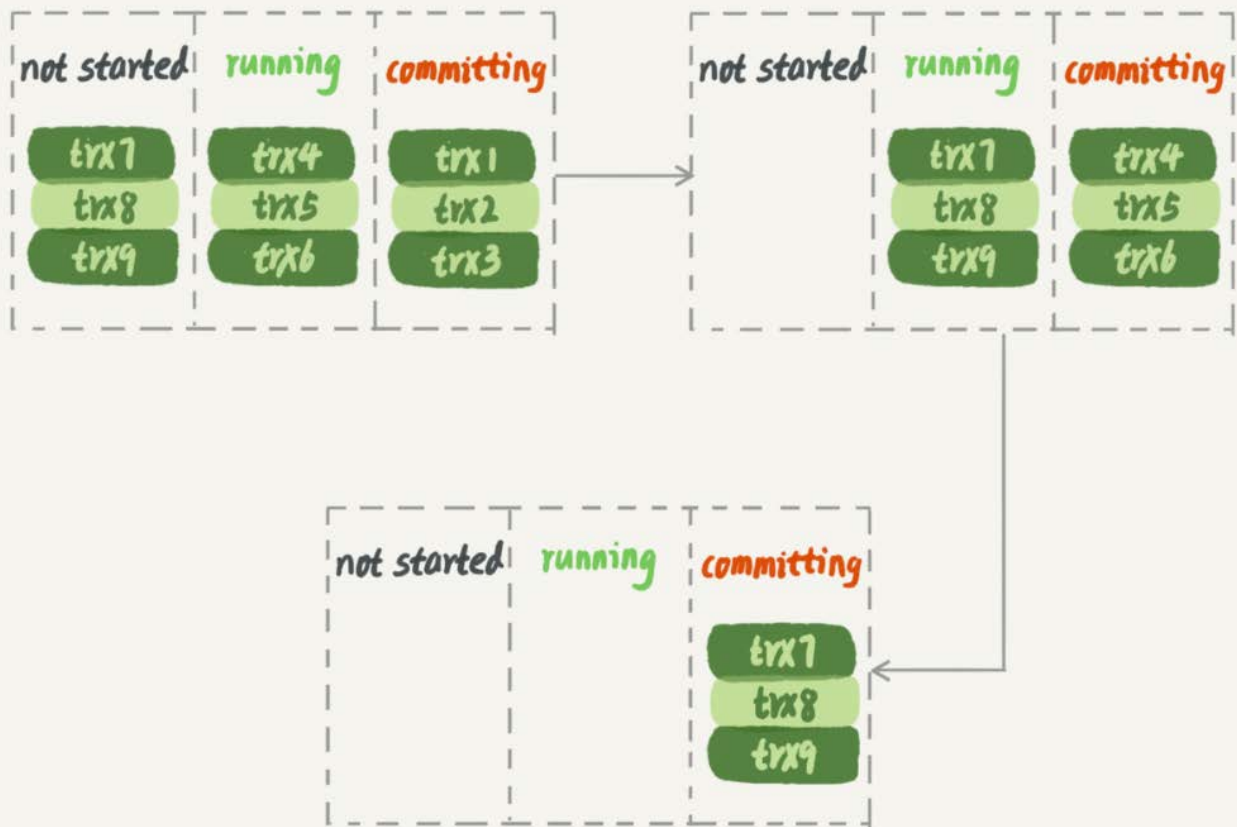 not started running committing
trx7 trx4 trx1
trx8 trx5 trx2
trx9 trx6 trx3
not started running committing
trx7 trx4
trx8 trx5
trx9 trx6
not started running committing
trx7
trx8
trx9